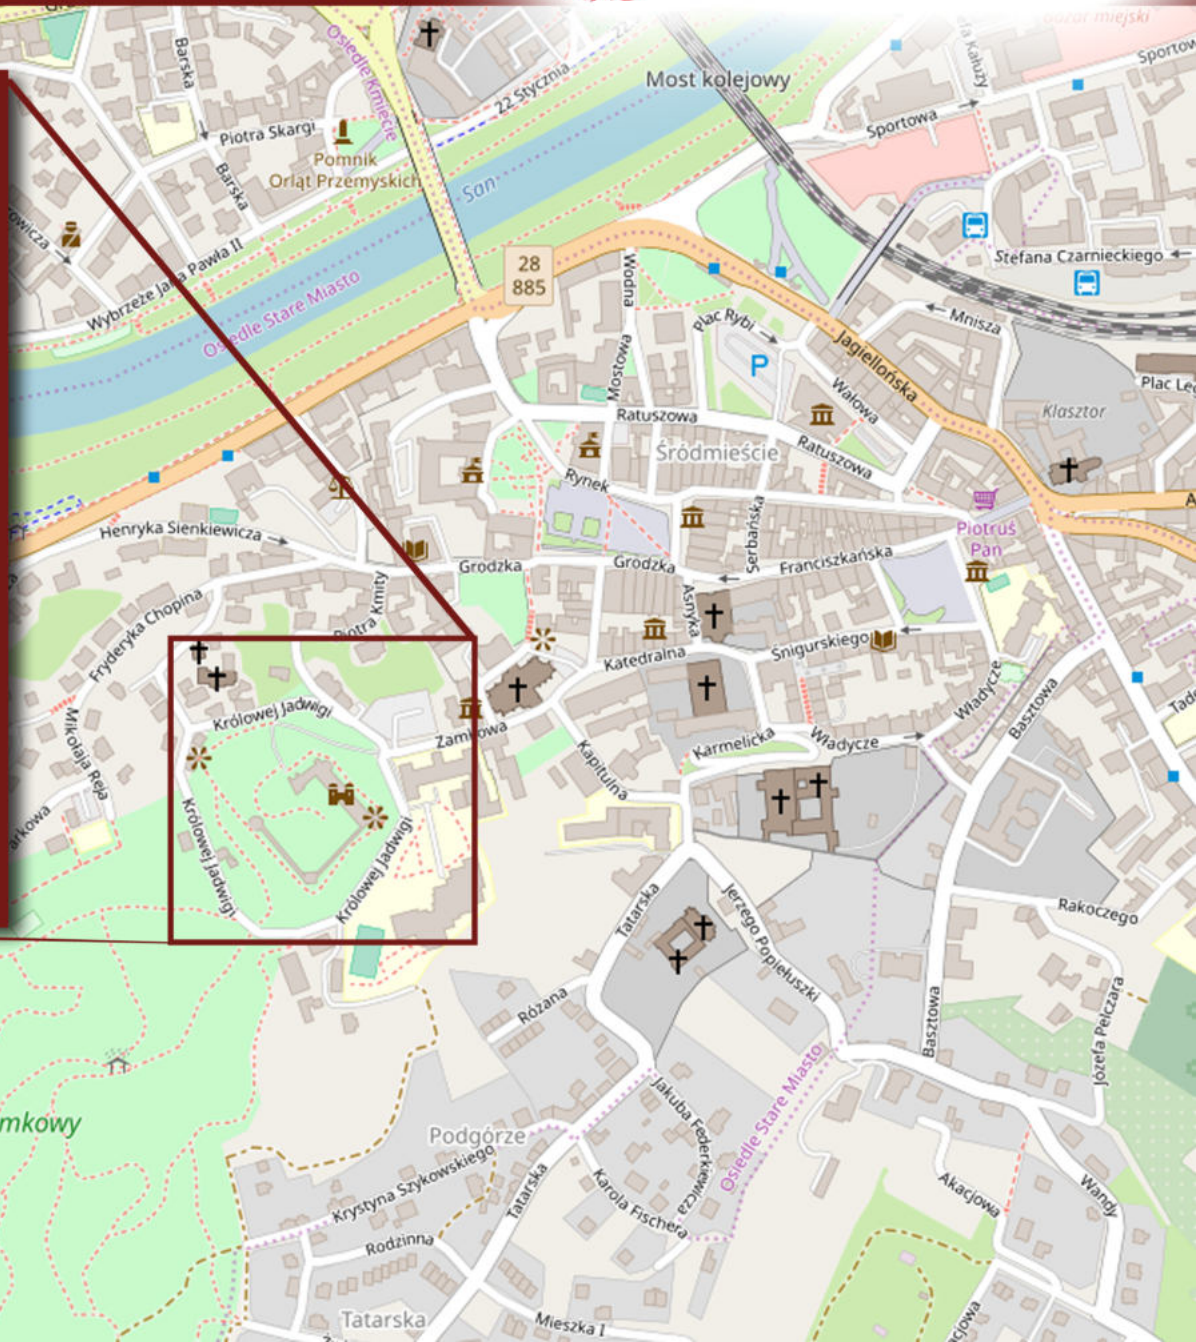 Barska
Osiedle Kmiecie
22 Stycznia
Most kolejowy
bazar miejski
Sportowa
Sportowa
Piotra Skargi
Pomnik
Orląt Przemyskich
Barska
San
Wybrzeże Jana Pawła II
Osiedle Stare Miasto
28
885
Wodna
Stefana Czarnieckiego
Plac Rybi
Mnisza
Jagiellońska
P
Mostowa
Wałowa
Klasztor
Ratuszowa
Śródmieście
Ratuszowa
Rynek
Serbańska
Piotruś
Pan
Henryka Sienkiewicza
Grodzka
Grodzka
Franciszkańska
Asnyka
Piotra Kmity
Fryderyka Chopina
Śnigurskiego
Katedralna
Władycze
Basztowa
Królowej Jadwigi
Zamkowa
Karmelicka
Władycze
Mikołaja Reja
Kapitulna
Królowej Jadwigi
Królowej Jadwigi
Tatarska
Jerzego Popiełuszki
Rakoczego
Różana
Basztowa
Józefa Pelczara
Osiedle Stare Miasto
Jakuba Federkiewicza
mkowy
Podgórze
Krystyna Szykowskiego
Tatarska
Karola Fischera
Akacjowa
Wandy
Rodzinna
Tatarska
Mieszka I